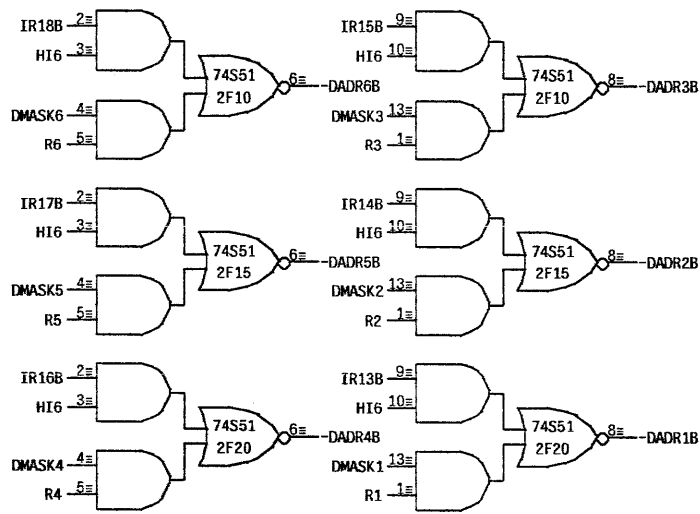 IR18B 2≡
HI6 3≡
DMASK6 4≡
R6 5≡
74S51
2F10
6≡ -DADR6B
IR15B 9≡
HI6 10≡
DMASK3 13≡
R3 1≡
74S51
2F10
8≡ -DADR3B
IR17B 2≡
HI6 3≡
DMASK5 4≡
R5 5≡
74S51
2F15
6≡ -DADR5B
IR14B 9≡
HI6 10≡
DMASK2 13≡
R2 1≡
74S51
2F15
8≡ -DADR2B
IR16B 2≡
HI6 3≡
DMASK4 4≡
R4 5≡
74S51
2F20
6≡ -DADR4B
IR13B 9≡
HI6 10≡
DMASK1 13≡
R1 1≡
74S51
2F20
8≡ -DADR1B